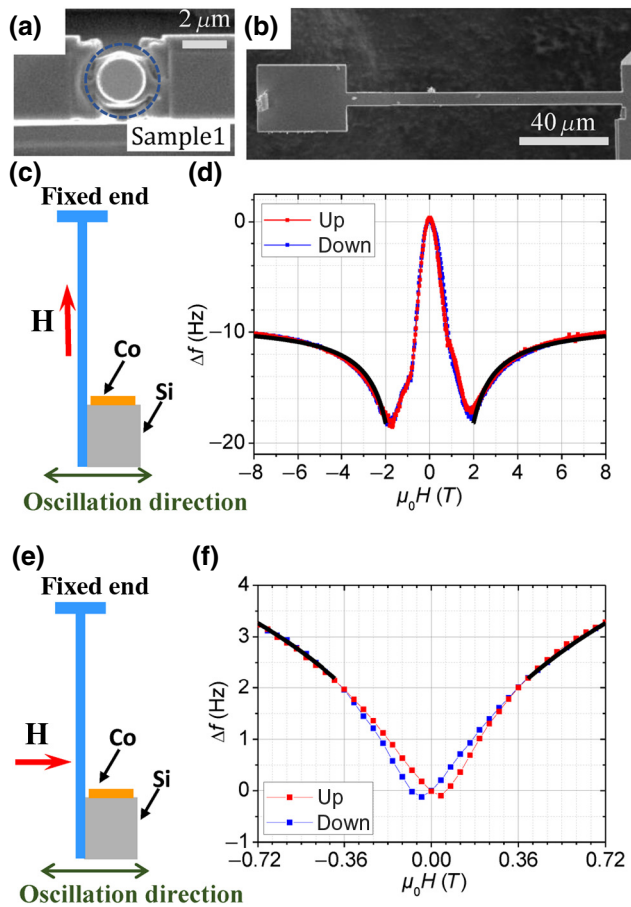 (a)
2 μm
Sample1
(b)
40 μm
(c)
Fixed end
H
Co
Si
Oscillation direction
(d)
Up
Down
0
−10
−20
Δf (Hz)
−8 −6 −4 −2 0 2 4 6 8
μ₀H (T)
(e)
Fixed end
H
Co
Si
Oscillation direction
(f)
4
3
2
1
0
−1
Δf (Hz)
Up
Down
−0.72 −0.36 0.00 0.36 0.72
μ₀H (T)